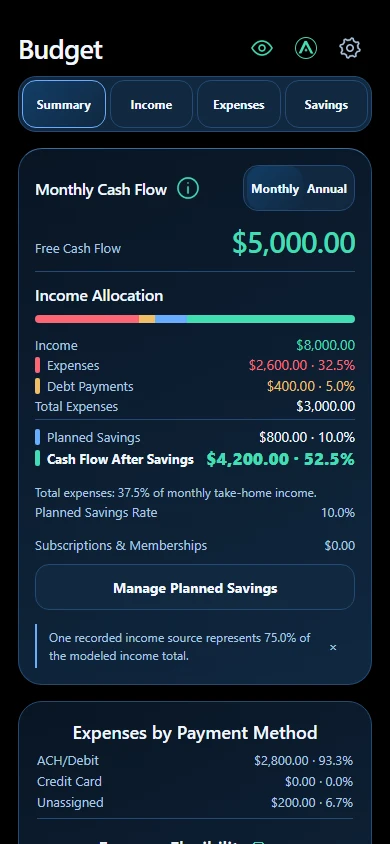 Budget
Summary Income Expenses Savings
Monthly Cash Flow Monthly Annual
Free Cash Flow $5,000.00
Income Allocation
Income $8,000.00
Expenses $2,600.00 · 32.5%
Debt Payments $400.00 · 5.0%
Total Expenses $3,000.00
Planned Savings $800.00 · 10.0%
Cash Flow After Savings $4,200.00 · 52.5%
Total expenses: 37.5% of monthly take-home income.
Planned Savings Rate 10.0%
Subscriptions & Memberships $0.00
Manage Planned Savings
One recorded income source represents 75.0% of
the modeled income total. ×
Expenses by Payment Method
ACH/Debit $2,800.00 · 93.3%
Credit Card $0.00 · 0.0%
Unassigned $200.00 · 6.7%